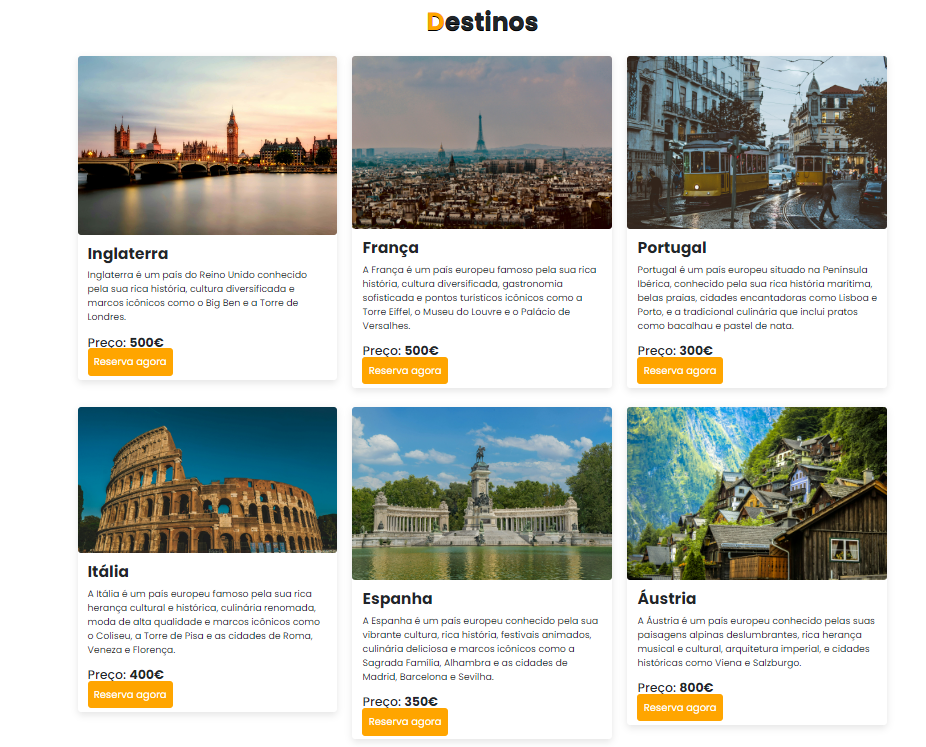 Destinos
Inglaterra
Inglaterra é um país do Reino Unido conhecido
pela sua rica história, cultura diversificada e
marcos icônicos como o Big Ben e a Torre de
Londres.
Preço: 500€
Reserva agora
França
A França é um país europeu famoso pela sua rica
história, cultura diversificada, gastronomia
sofisticada e pontos turísticos icônicos como a
Torre Eiffel, o Museu do Louvre e o Palácio de
Versalhes.
Preço: 500€
Reserva agora
Portugal
Portugal é um país europeu situado na Península
Ibérica, conhecido pela sua rica história marítima,
belas praias, cidades encantadoras como Lisboa e
Porto, e a tradicional culinária que inclui pratos
como bacalhau e pastel de nata.
Preço: 300€
Reserva agora
Itália
A Itália é um país europeu famoso pela sua rica
herança cultural e histórica, culinária renomada,
moda de alta qualidade e marcos icônicos como
o Coliseu, a Torre de Pisa e as cidades de Roma,
Veneza e Florença.
Preço: 400€
Reserva agora
Espanha
A Espanha é um país europeu conhecido pela sua
vibrante cultura, rica história, festivais animados,
culinária deliciosa e marcos icônicos como a
Sagrada Família, Alhambra e as cidades de
Madrid, Barcelona e Sevilha.
Preço: 350€
Reserva agora
Áustria
A Áustria é um país europeu conhecido pelas suas
paisagens alpinas deslumbrantes, rica herança
musical e cultural, arquitetura imperial, e cidades
históricas como Viena e Salzburgo.
Preço: 800€
Reserva agora